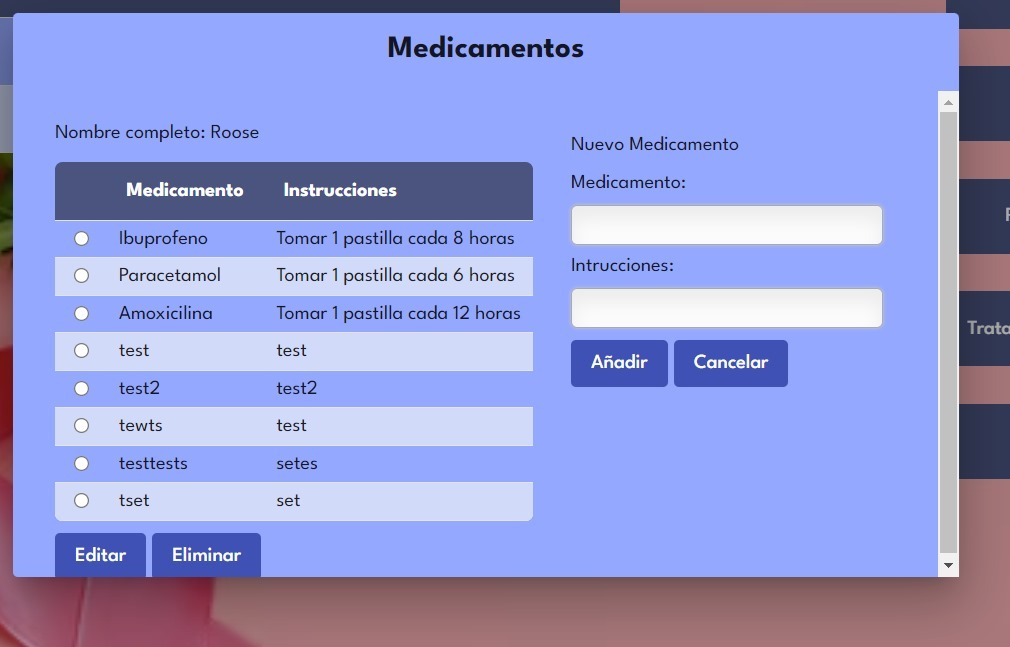 Medicamentos
Nombre completo: Roose
Medicamento Instrucciones
Ibuprofeno Tomar 1 pastilla cada 8 horas
Paracetamol Tomar 1 pastilla cada 6 horas
Amoxicilina Tomar 1 pastilla cada 12 horas
test test
test2 test2
tewts test
testtests setes
tset set
Editar Eliminar
Nuevo Medicamento
Medicamento:
Intrucciones:
Añadir Cancelar